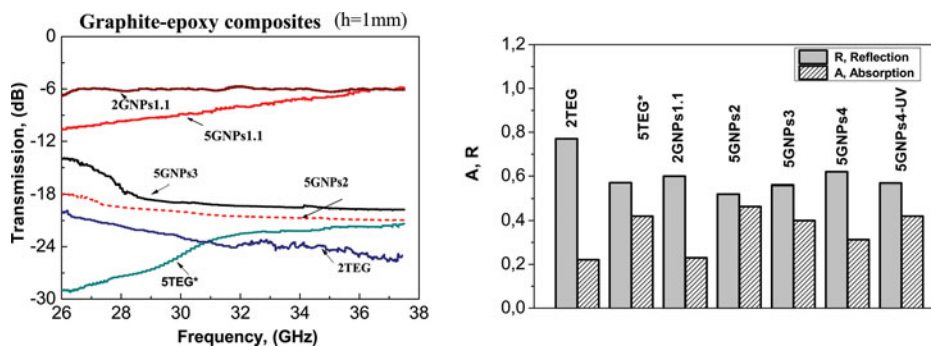 Graphite-epoxy composites (h=1mm)
Transmission, (dB)
0
-6
-12
-18
-24
-30
2GNPs1.1
5GNPs1.1
5GNPs3
5GNPs2
2TEG
5TEG*
26 28 30 32 34 36 38
Frequency, (GHz)
A, R
1,2
1,0
0,8
0,6
0,4
0,2
0,0
R, Reflection
A, Absorption
2TEG
5TEG*
2GNPs1.1
5GNPs2
5GNPs3
5GNPs4
5GNPs4-UV